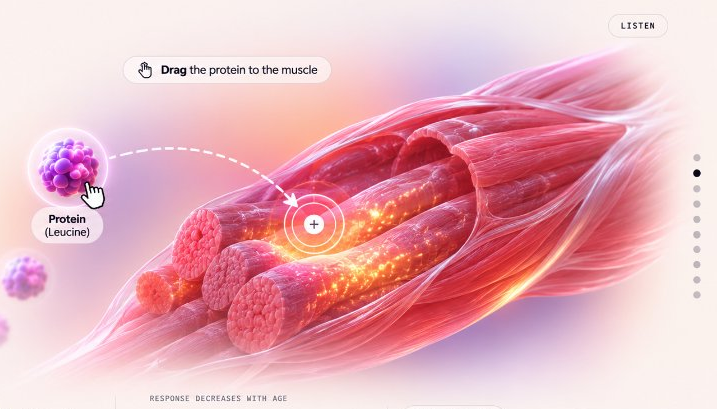 LISTEN
Drag the protein to the muscle
Protein
(Leucine)
RESPONSE DECREASES WITH AGE